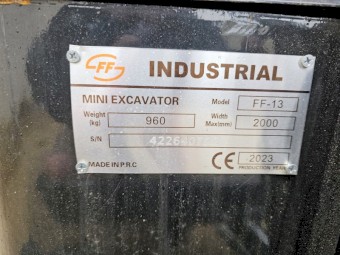 FF INDUSTRIAL
MINI EXCAVATOR Model FF-13
Weight (kg) 960 Width Max(mm) 2000
S/N
MADE IN P.R.C CE 2023
PRODUCTION YEAR